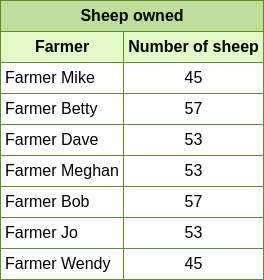 Sheep owned
Farmer Number of sheep
Farmer Mike 45
Farmer Betty 57
Farmer Dave 53
Farmer Meghan 53
Farmer Bob 57
Farmer Jo 53
Farmer Wendy 45